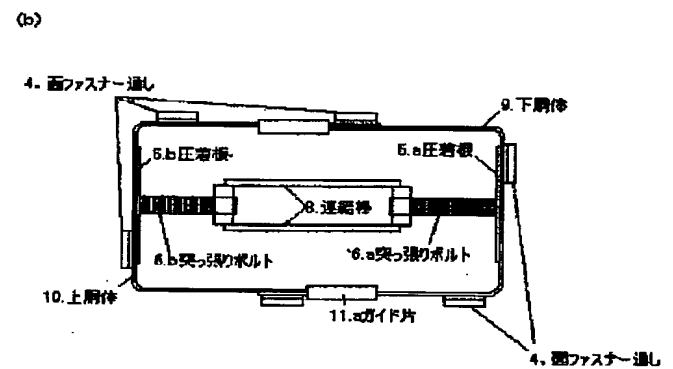 (b)
4. 面ファスナー通し
9.下胴体
5.b圧着板
5.a圧着板
8.連結棒
6.b突っ張りボルト
6.a突っ張りボルト
10.上胴体
11.aガイド片
4. 面ファスナー通し